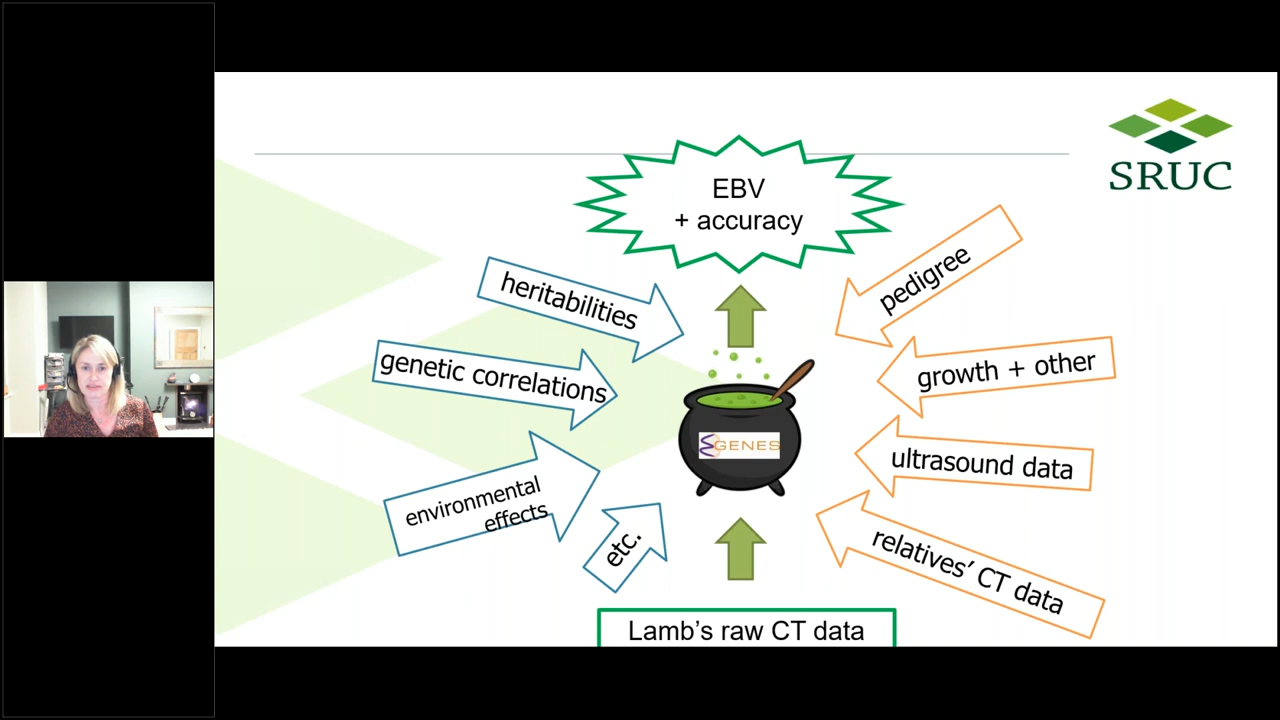 SRUC
EBV
+ accuracy
heritabilities
genetic correlations
environmental
effects
etc.
pedigree
growth + other
ultrasound data
relatives’ CT data
EGENES
Lamb’s raw CT data